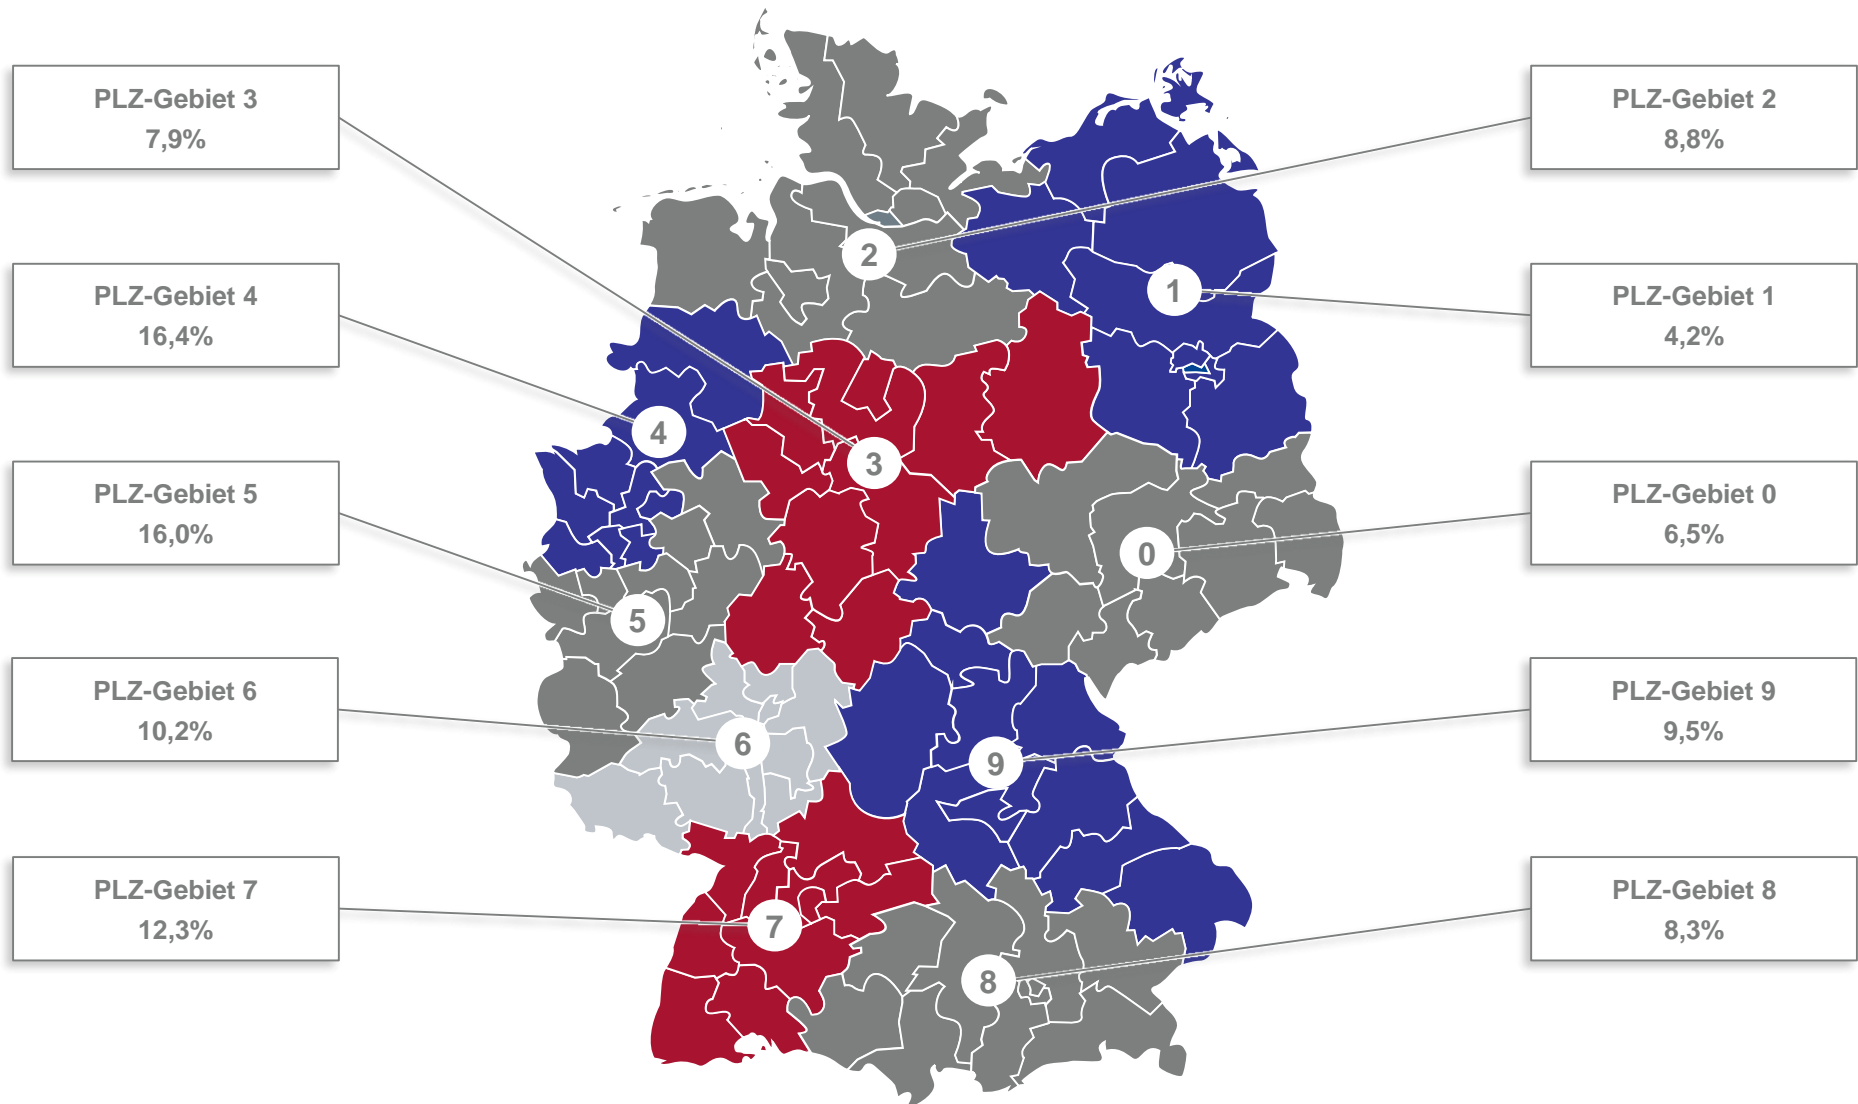 PLZ-Gebiet 3
7,9%
PLZ-Gebiet 4
16,4%
PLZ-Gebiet 5
16,0%
PLZ-Gebiet 6
10,2%
PLZ-Gebiet 7
12,3%
2
1
4
3
0
5
6
9
7
8
PLZ-Gebiet 2
8,8%
PLZ-Gebiet 1
4,2%
PLZ-Gebiet 0
6,5%
PLZ-Gebiet 9
9,5%
PLZ-Gebiet 8
8,3%